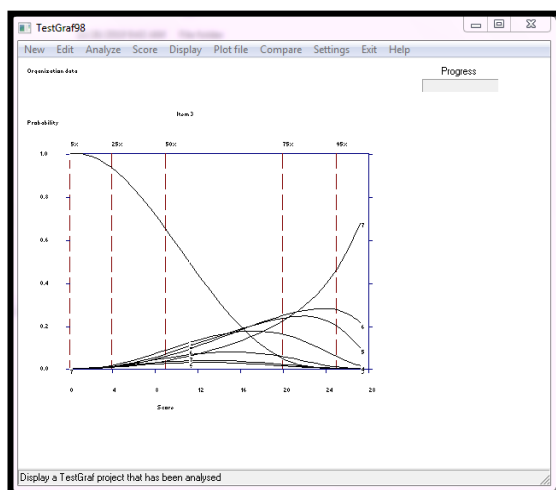 TestGraf98
New Edit Analyze Score Display Plot file Compare Settings Exit Help
Organization data
Progress
Item 3
Probability
5% 25% 50% 75% 95%
1.0
0.8
7
0.6
0.4
0.2
6
5
0.0
0 4 8 12 16 20 24 28
Score
Display a TestGraf project that has been analysed